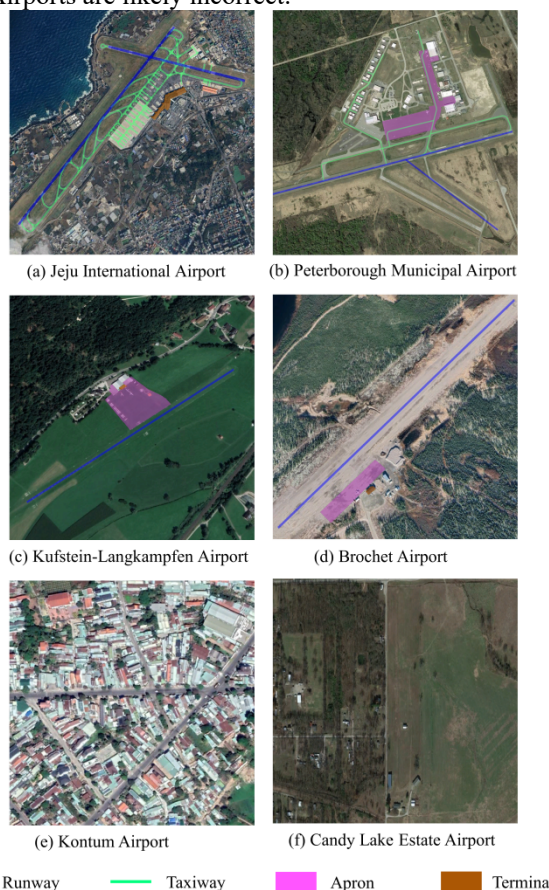 Airports are likely incorrect.
(a) Jeju International Airport
(b) Peterborough Municipal Airport
(c) Kufstein-Langkampfen Airport
(d) Brochet Airport
(e) Kontum Airport
(f) Candy Lake Estate Airport
Runway Taxiway Apron Termina